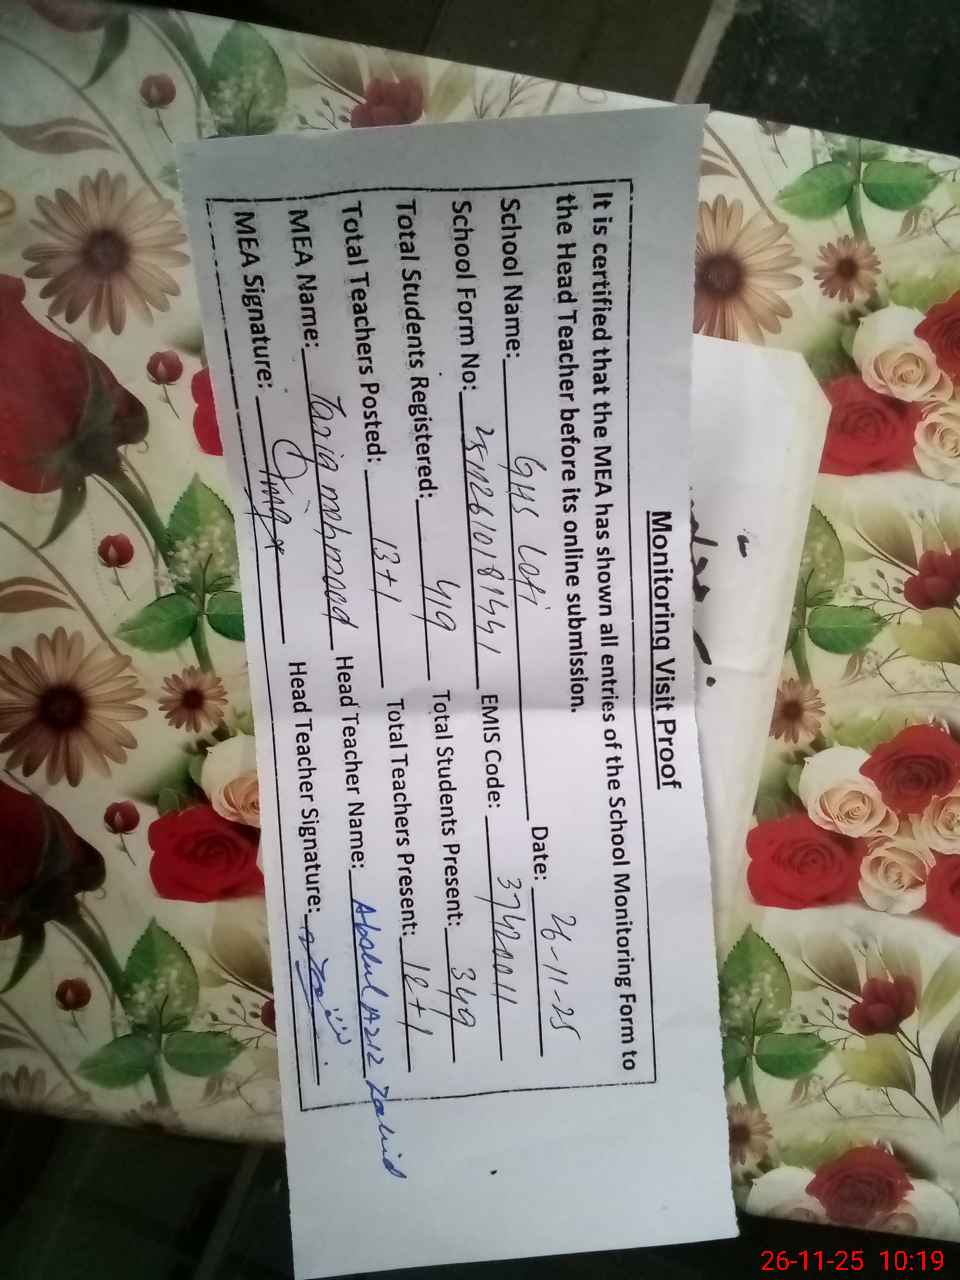 Monitoring Visit Proof
It is certified that the MEA has shown all entries of the School Monitoring Form to
the Head Teacher before its online submission.
School Name: GHS Loti Date: 26-11-25
School Form No: EMIS Code: 37420011
Total Students Registered: 419 Total Students Present: 349
Total Teachers Posted: 13+1 Total Teachers Present: 12+1
MEA Name: Tariq mehmood Head Teacher Name: Abdul Aziz Zahid
MEA Signature: Head Teacher Signature:
26-11-25 10:19